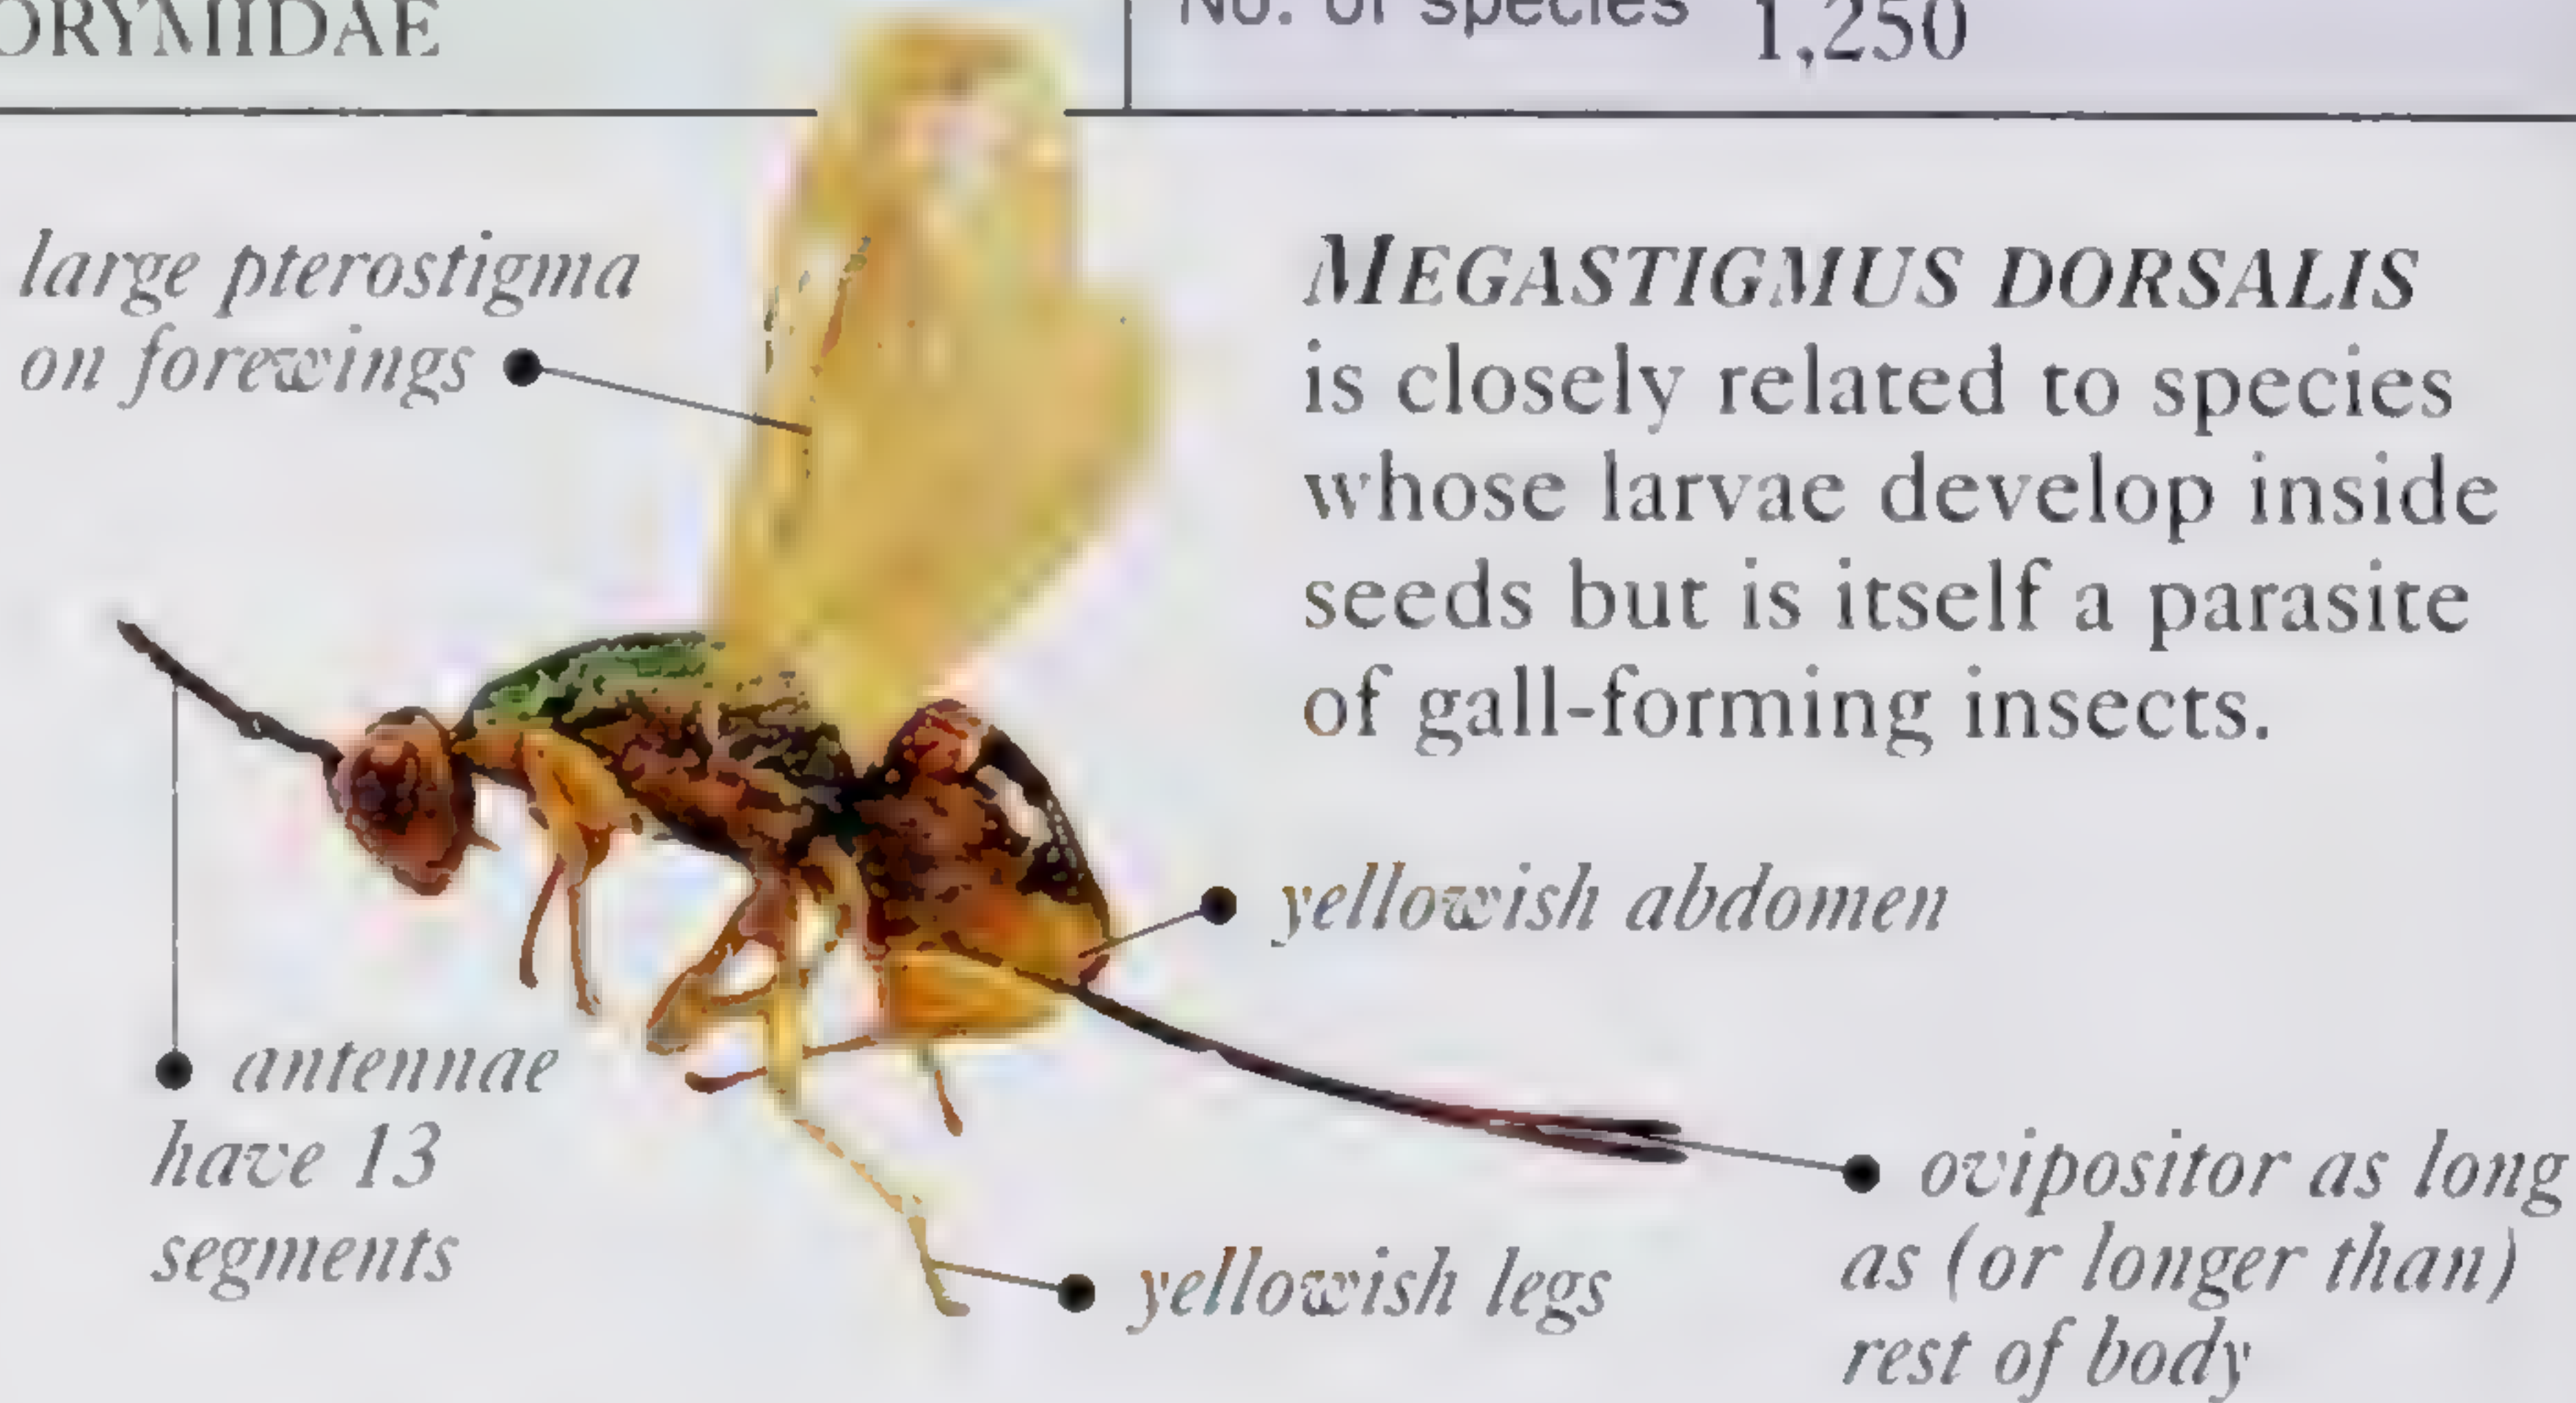 ORYMIDAE
No. of species 1,250
large pterostigma
on forewings
MEGASTIGMUS DORSALIS
is closely related to species
whose larvae develop inside
seeds but is itself a parasite
of gall-forming insects.
yellowish abdomen
antennae
have 13
segments
yellowish legs
ovipositor as long
as (or longer than)
rest of body